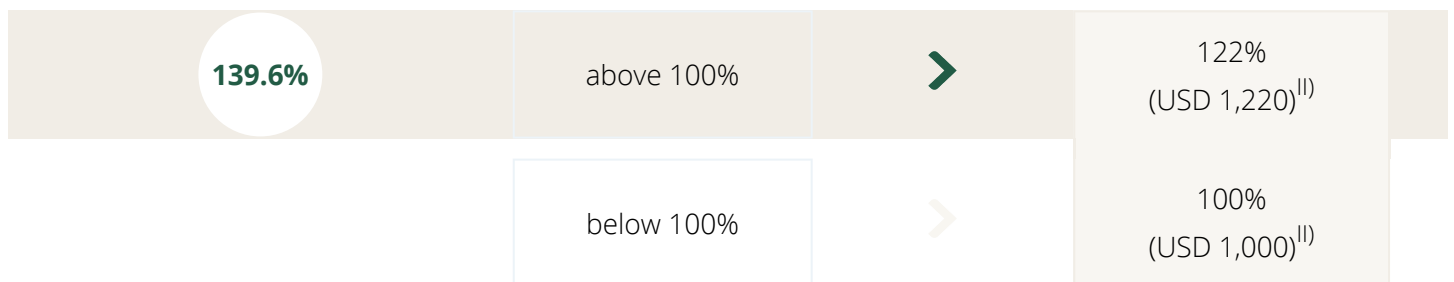 139.6%
above 100%
122%
(USD 1,220)II)
below 100%
100%
(USD 1,000)II)